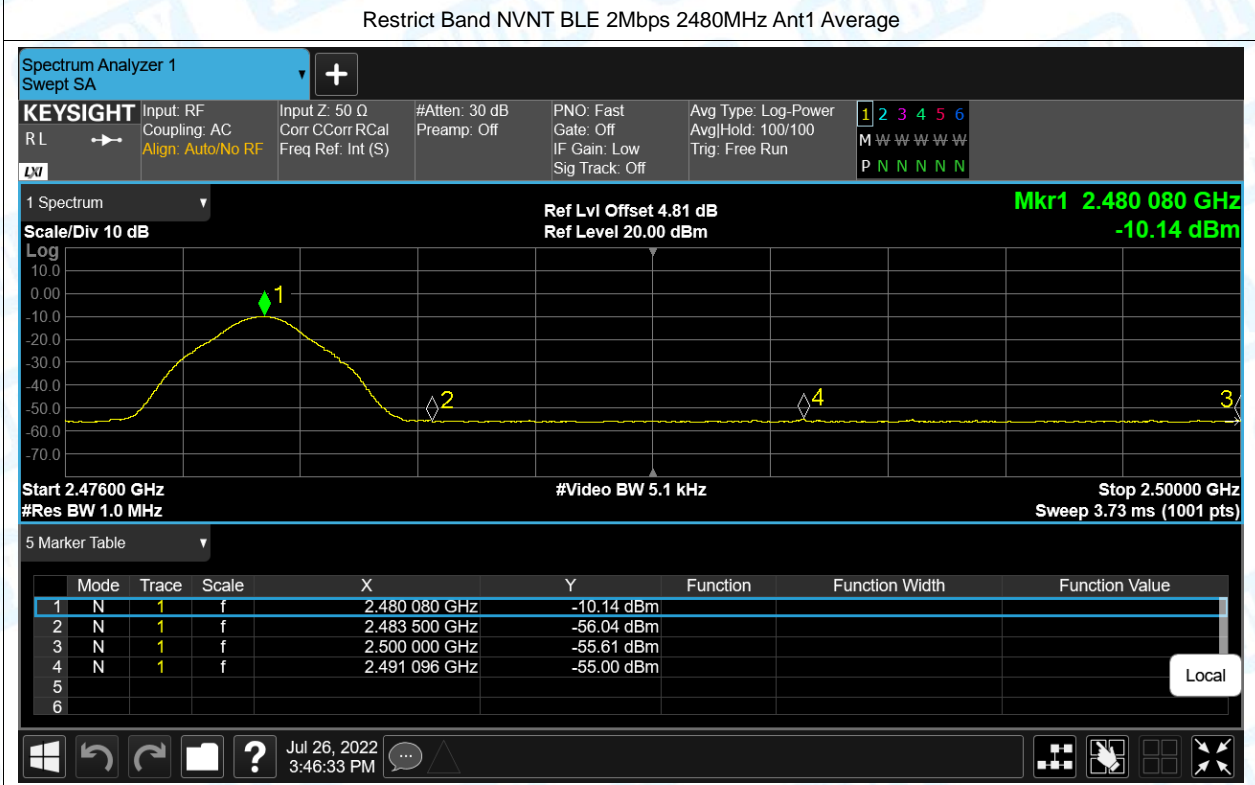 Restrict Band NVNT BLE 2Mbps 2480MHz Ant1 Average
Spectrum Analyzer 1
Swept SA
KEYSIGHT
R L
LXI
Input: RF
Coupling: AC
Align: Auto/No RF
Input Z: 50 Ω
Corr CCorr RCal
Freq Ref: Int (S)
#Atten: 30 dB
Preamp: Off
PNO: Fast
Gate: Off
IF Gain: Low
Sig Track: Off
Avg Type: Log-Power
Avg|Hold: 100/100
Trig: Free Run
1 2 3 4 5 6
M W W W W W
P N N N N N
1 Spectrum
Scale/Div 10 dB
Ref Lvl Offset 4.81 dB
Ref Level 20.00 dBm
Mkr1 2.480 080 GHz
-10.14 dBm
Log
10.0
0.00
-10.0
-20.0
-30.0
-40.0
-50.0
-60.0
-70.0
1
2
4
3
Start 2.47600 GHz
#Res BW 1.0 MHz
#Video BW 5.1 kHz
Stop 2.50000 GHz
Sweep 3.73 ms (1001 pts)
5 Marker Table
Mode Trace Scale X Y Function Function Width Function Value
1 N 1 f 2.480 080 GHz -10.14 dBm
2 N 1 f 2.483 500 GHz -56.04 dBm
3 N 1 f 2.500 000 GHz -55.61 dBm
4 N 1 f 2.491 096 GHz -55.00 dBm
5
6
Local
?
Jul 26, 2022
3:46:33 PM